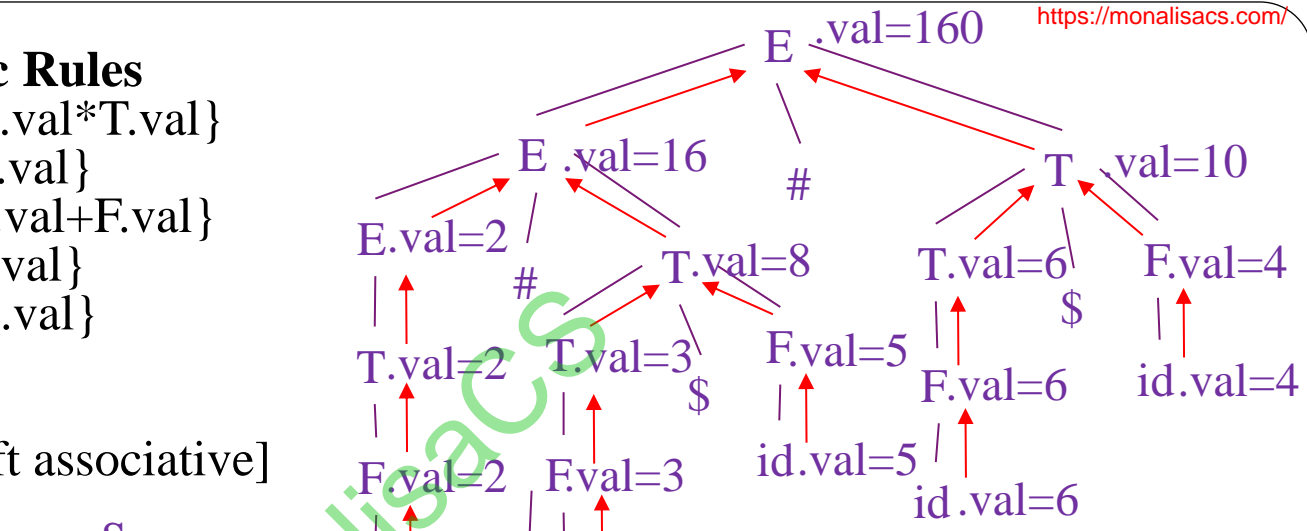 https://monalisacs.com/
c Rules
.val*T.val}
.val}
.val+F.val}
.val}
.val}
ft associative]
E .val=160
E .val=16
#
T .val=10
E.val=2
#
T.val=8
T.val=6
$
F.val=4
T.val=2
T.val=3
$
F.val=5
F.val=6
id.val=4
F.val=2
F.val=3
id.val=5
id.val=6
lisaCS